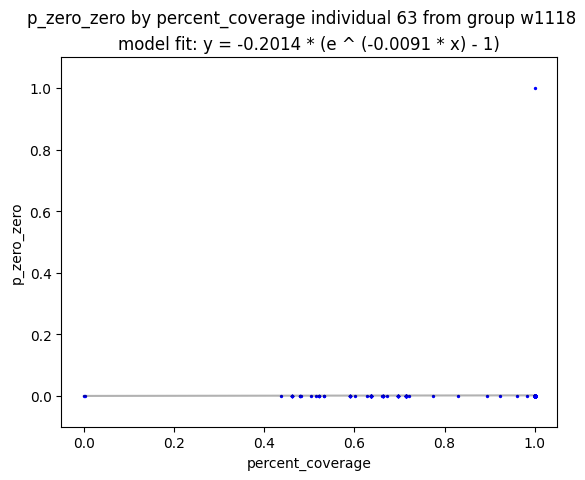 p_zero_zero by percent_coverage individual 63 from group w1118
model fit: y = -0.2014 * (e ^ (-0.0091 * x) - 1)
1.0
0.8
0.6
0.4
0.2
0.0
p_zero_zero
0.0 0.2 0.4 0.6 0.8 1.0
percent_coverage